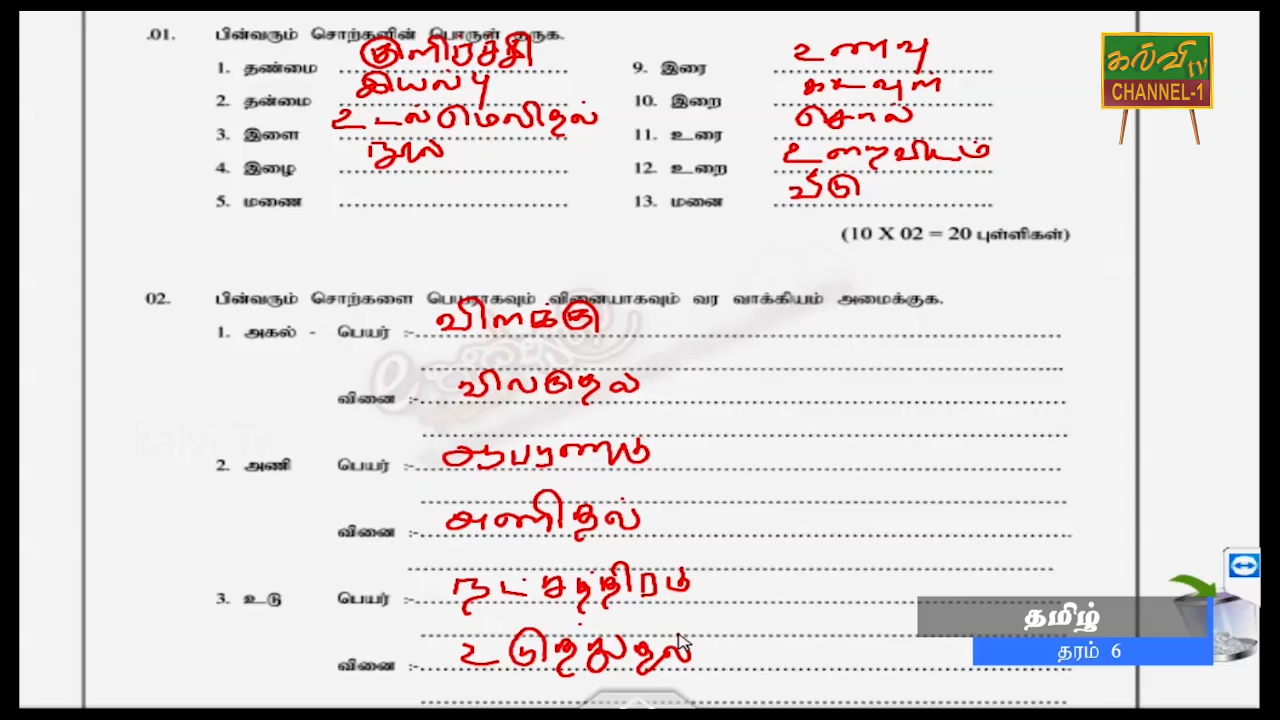 .01. பின்வரும் சொற்களின் பொருள் தருக.
1. தண்மை குளிர்ச்சி
2. தன்மை இயல்பு
3. இளை உடல்மெலிதல்
4. இழை நூல்
5. மணை
9. இரை உணவு
10. இறை கடவுள்
11. உரை சொல்
12. உறை உறைவிடம்
13. மனை வீடு
(10 X 02 = 20 புள்ளிகள்)
02. பின்வரும் சொற்களை பெயராகவும் வினையாகவும் வர வாக்கியம் அமைக்குக.
1. அகல் - பெயர் :- விளக்கு
வினை :- விலகுதல்
2. அணி பெயர் :- ஆபரணம்
வினை :- அணிதல்
3. உடு பெயர் :- நட்சத்திரம்
வினை :- உடுத்துதல்
கல்வி tv
CHANNEL-1
தமிழ்
தரம் 6